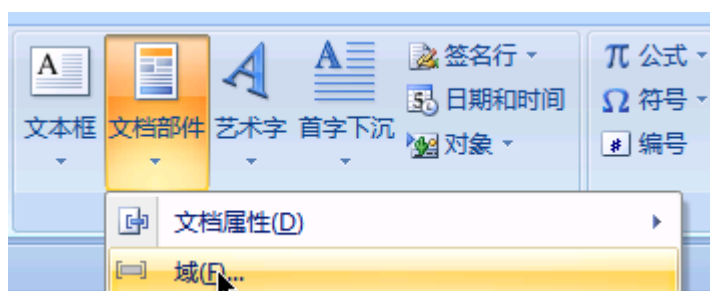 A
A
A
签名行
π 公式
5 日期和时间
Ω 符号
文本框 文档部件 艺术字 首字下沉
对象
# 编号
文档属性(D)
域(F)...